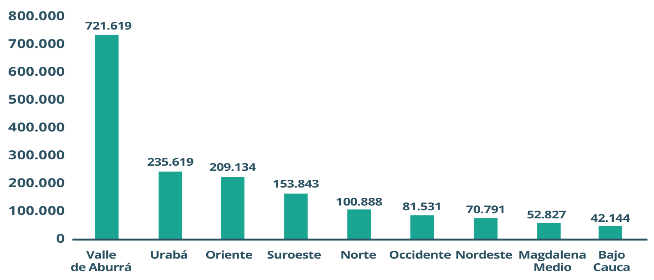 800.000
700.000
600.000
500.000
400.000
300.000
200.000
100.000
0
721.619
235.619
209.134
153.843
100.888
81.531
70.791
52.827
42.144
Valle
de Aburrá
Urabá
Oriente
Suroeste
Norte
Occidente
Nordeste
Magdalena
Medio
Bajo
Cauca